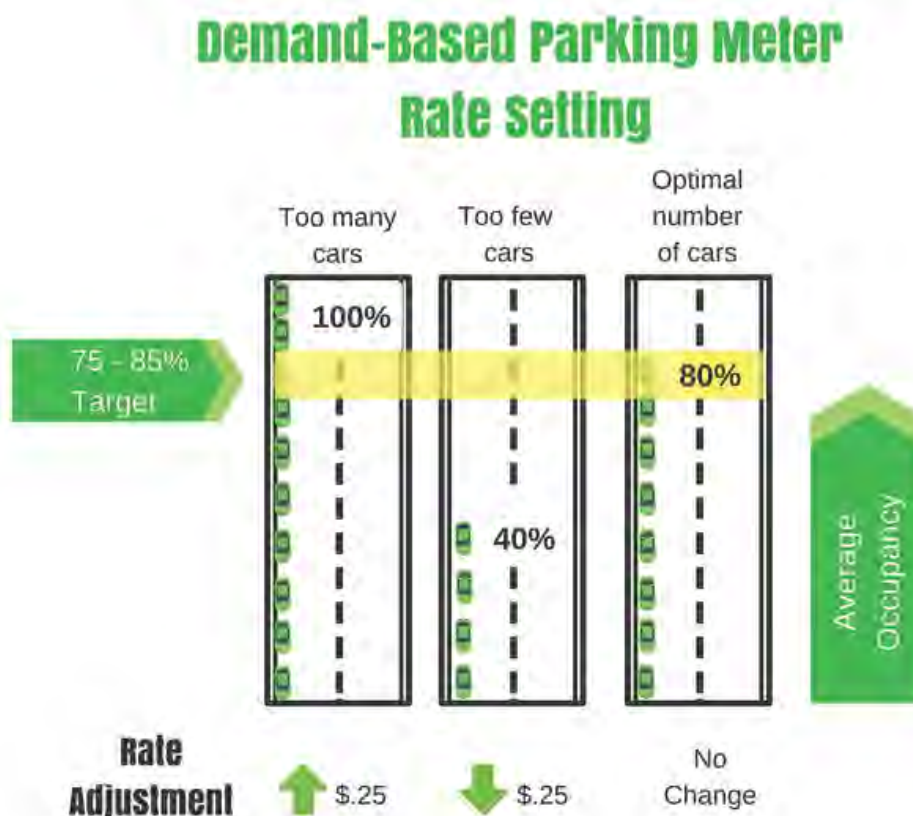 Demand-Based Parking Meter
Rate Setting
Too many
cars
Too few
cars
Optimal
number
of cars
100%
75 - 85%
Target
80%
40%
Average
Occupancy
Rate
Adjustment
$.25
$.25
No
Change